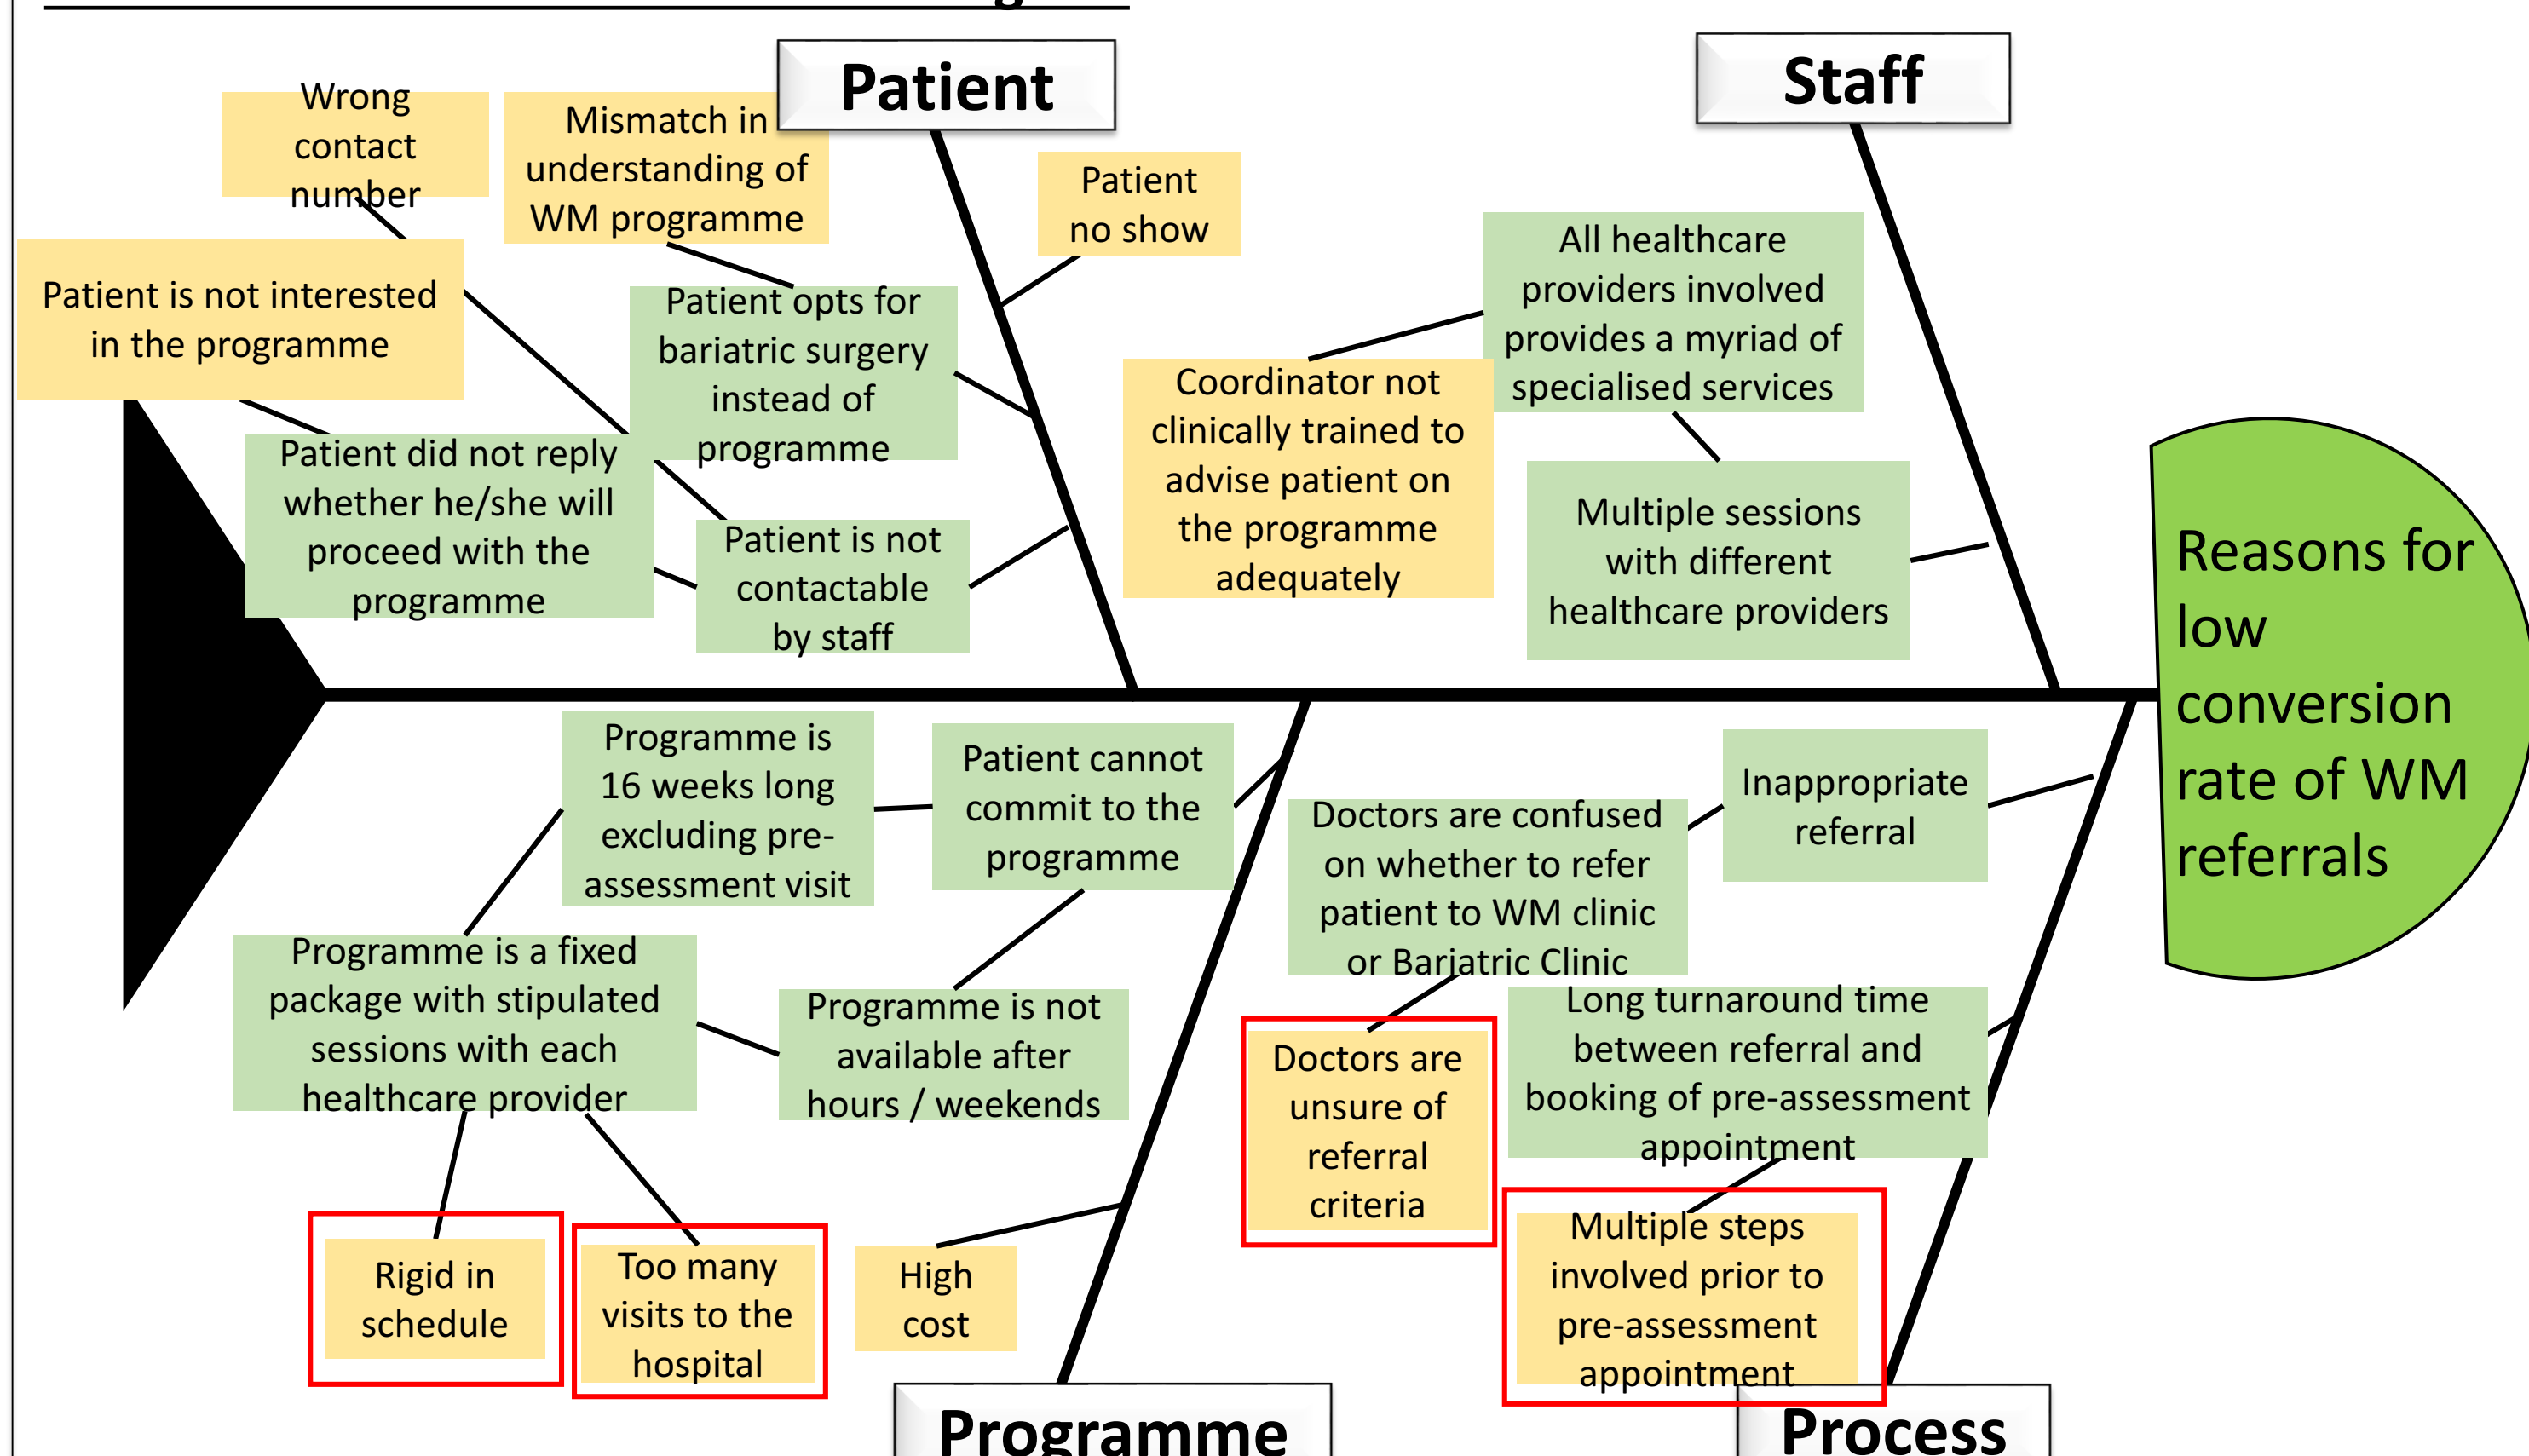 Patient
Staff
Wrong
contact
number
Mismatch in
understanding of
WM programme
Patient
no show
Patient is not interested
in the programme
Patient opts for
bariatric surgery
instead of
programme
Patient did not reply
whether he/she will
proceed with the
programme
Patient is not
contactable
by staff
All healthcare
providers involved
provides a myriad of
specialised services
Coordinator not
clinically trained to
advise patient on
the programme
adequately
Multiple sessions
with different
healthcare providers
Reasons for
low
conversion
rate of WM
referrals
Programme is
16 weeks long
excluding pre-
assessment visit
Patient cannot
commit to the
programme
Programme is a fixed
package with stipulated
sessions with each
healthcare provider
Programme is not
available after
hours / weekends
Rigid in
schedule
Too many
visits to the
hospital
High
cost
Inappropriate
referral
Doctors are confused
on whether to refer
patient to WM clinic
or Bariatric Clinic
Doctors are
unsure of
referral
criteria
Long turnaround time
between referral and
booking of pre-assessment
appointment
Multiple steps
involved prior to
pre-assessment
appointment
Programme
Process